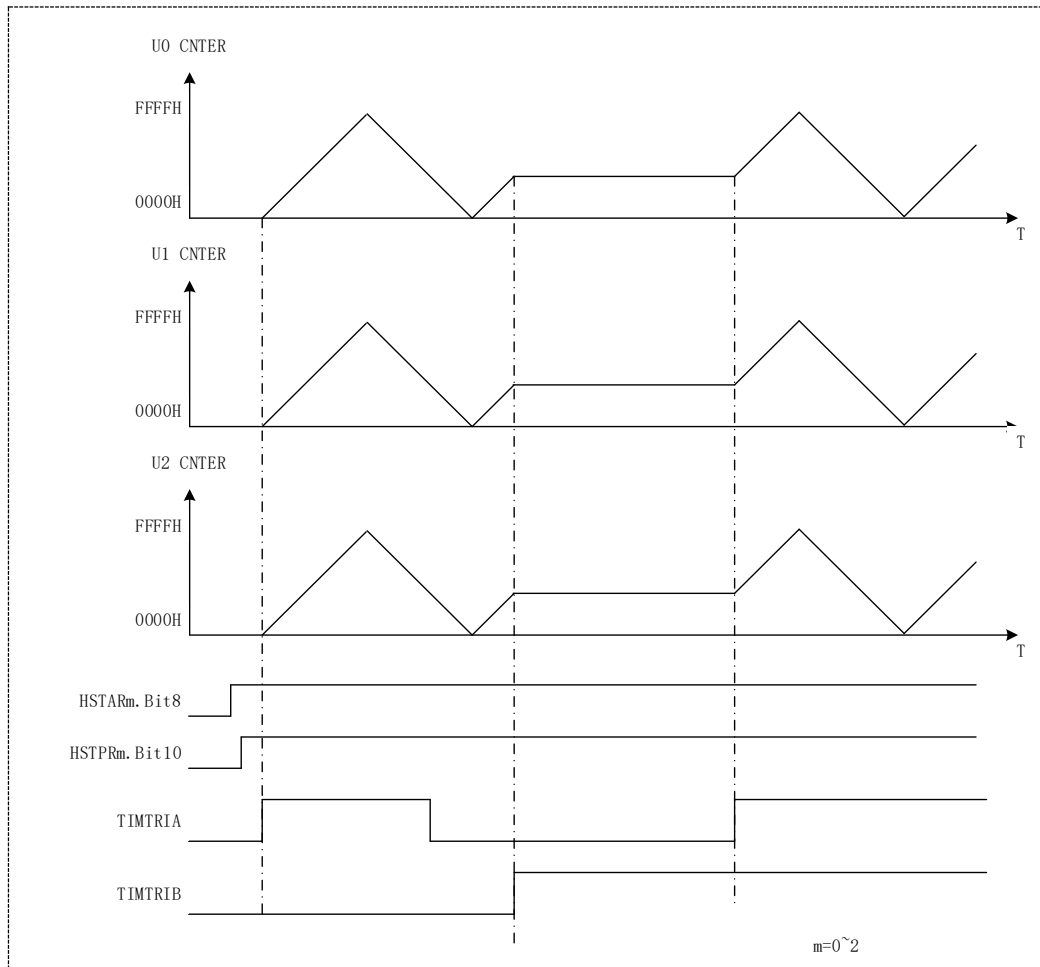 U0 CNTER
FFFFH
0000H
T
U1 CNTER
FFFFH
0000H
T
U2 CNTER
FFFFH
0000H
T
HSTARm.Bit8
HSTPRm.Bit10
TIMTRIA
TIMTRIB
m=0~2